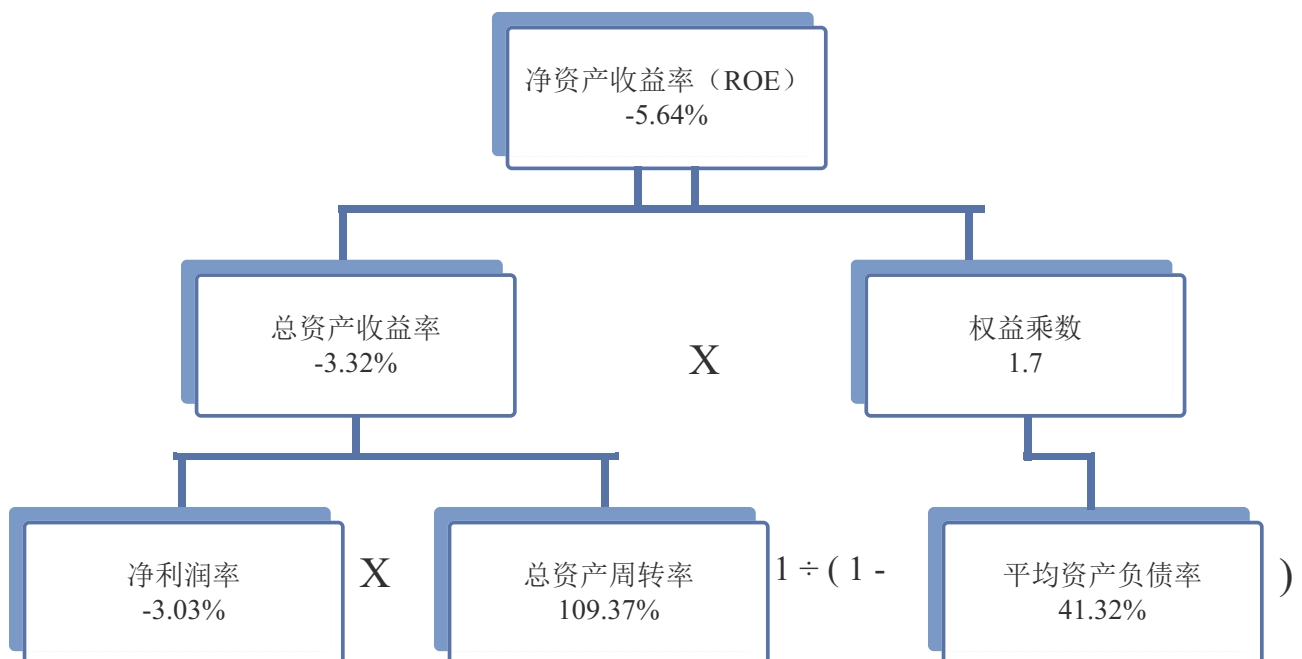 净资产收益率（ROE）
-5.64%
总资产收益率
-3.32%
X
权益乘数
1.7
净利润率
-3.03%
X
总资产周转率
109.37%
1 ÷ ( 1 -
平均资产负债率
41.32%
)